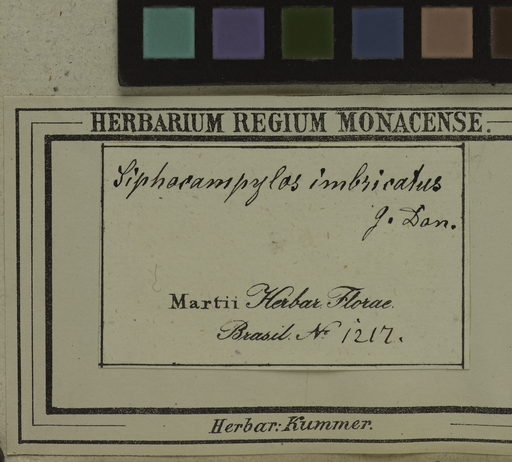 HERBARIUM REGIUM MONACENSE.
Siphocampylos imbricatus
G. Don.
Martii Herbar. Florae
Brasil. No 1217.
Herbar: Kummer.